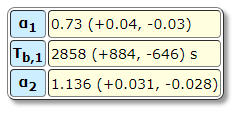 α1 0.73 (+0.04, -0.03)
Tb,1 2858 (+884, -646) s
α2 1.136 (+0.031, -0.028)